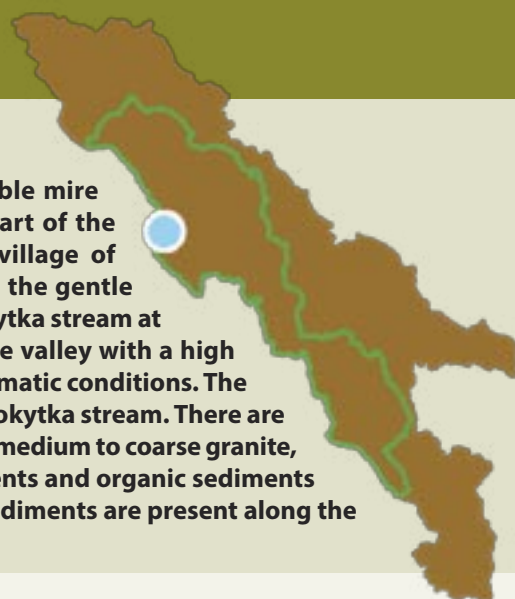 ble mire
art of the
village of
the gentle
ytka stream at
e valley with a high
matic conditions. The
okytka stream. There are
medium to coarse granite,
ents and organic sediments
diments are present along the